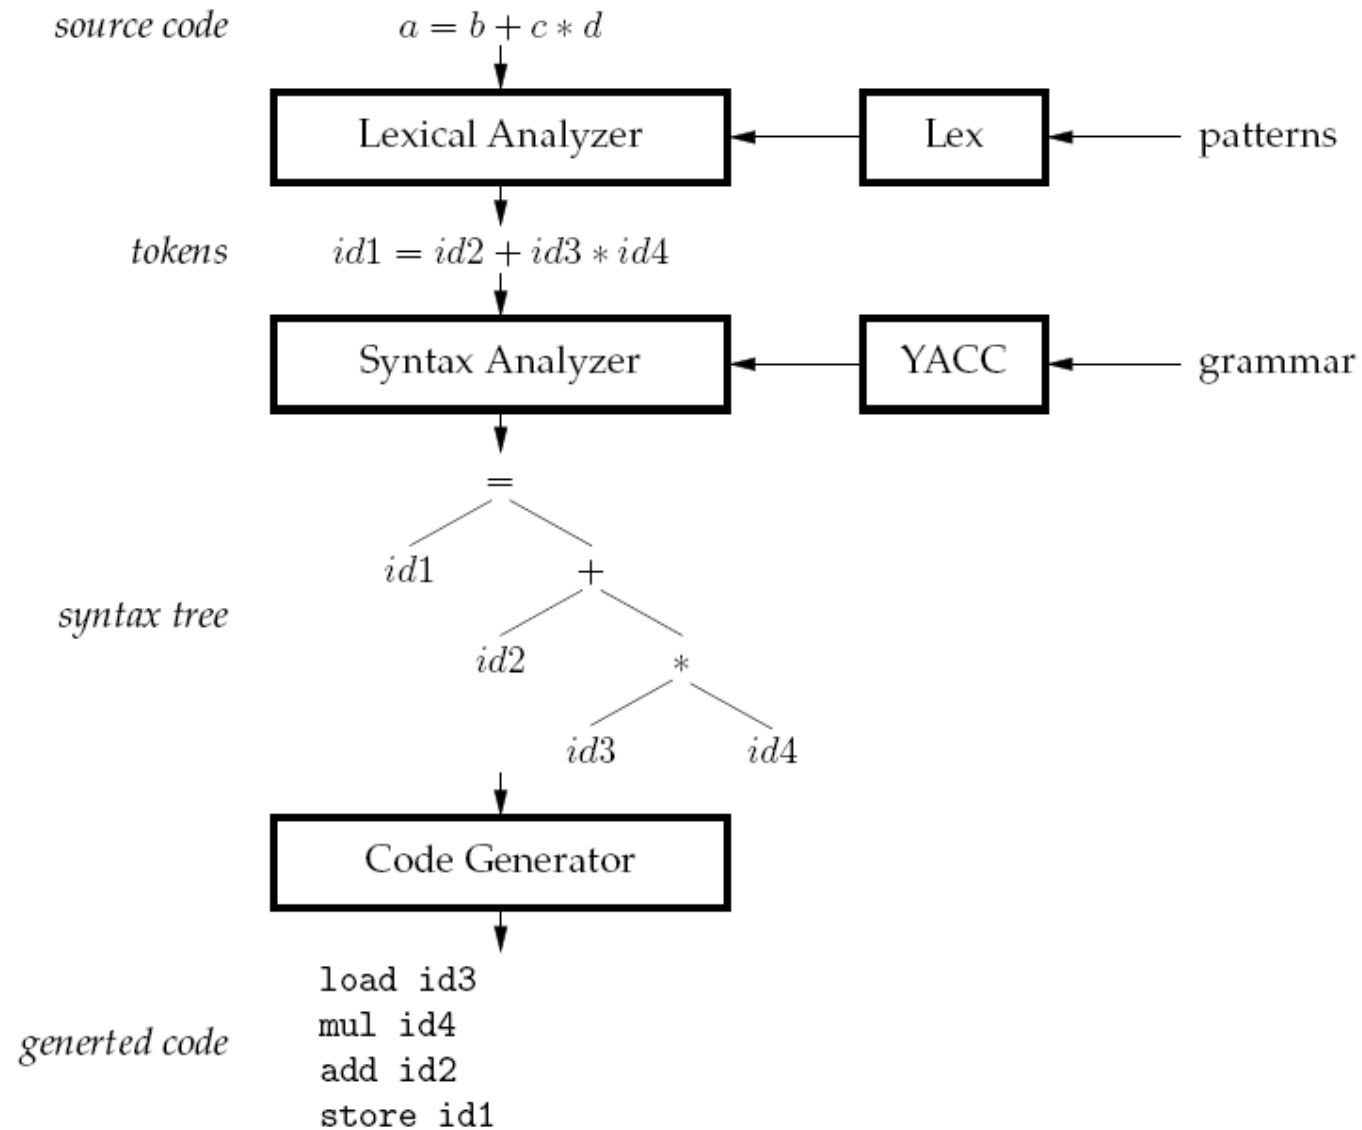 source code a = b + c ∗ d
Lexical Analyzer Lex patterns
tokens id1 = id2 + id3 ∗ id4
Syntax Analyzer YACC grammar
=
id1 +
syntax tree
id2 ∗
id3 id4
Code Generator
load id3
mul id4
generted code
add id2
store id1